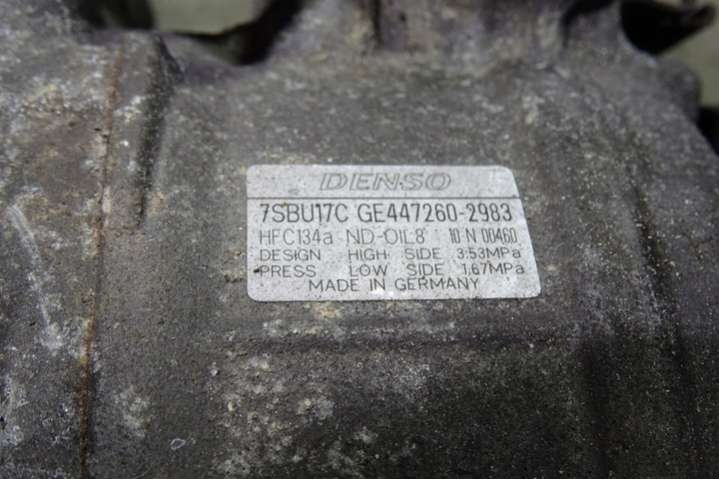 DENSO
7SBU17C GE447260-2983
HFC134a ND-OIL8 10 N 00460
DESIGN HIGH SIDE 3.53MPa
PRESS LOW SIDE 1.67MPa
MADE IN GERMANY